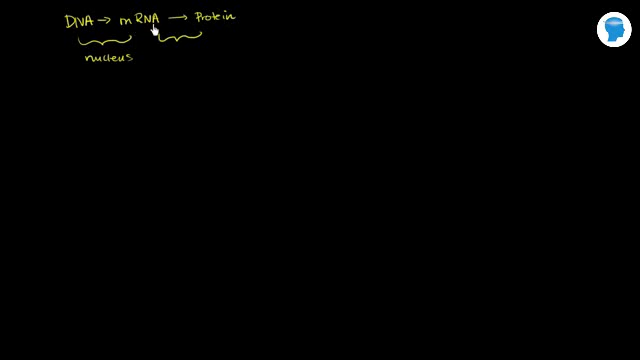 DNA → mRNA → Protein
nucleus